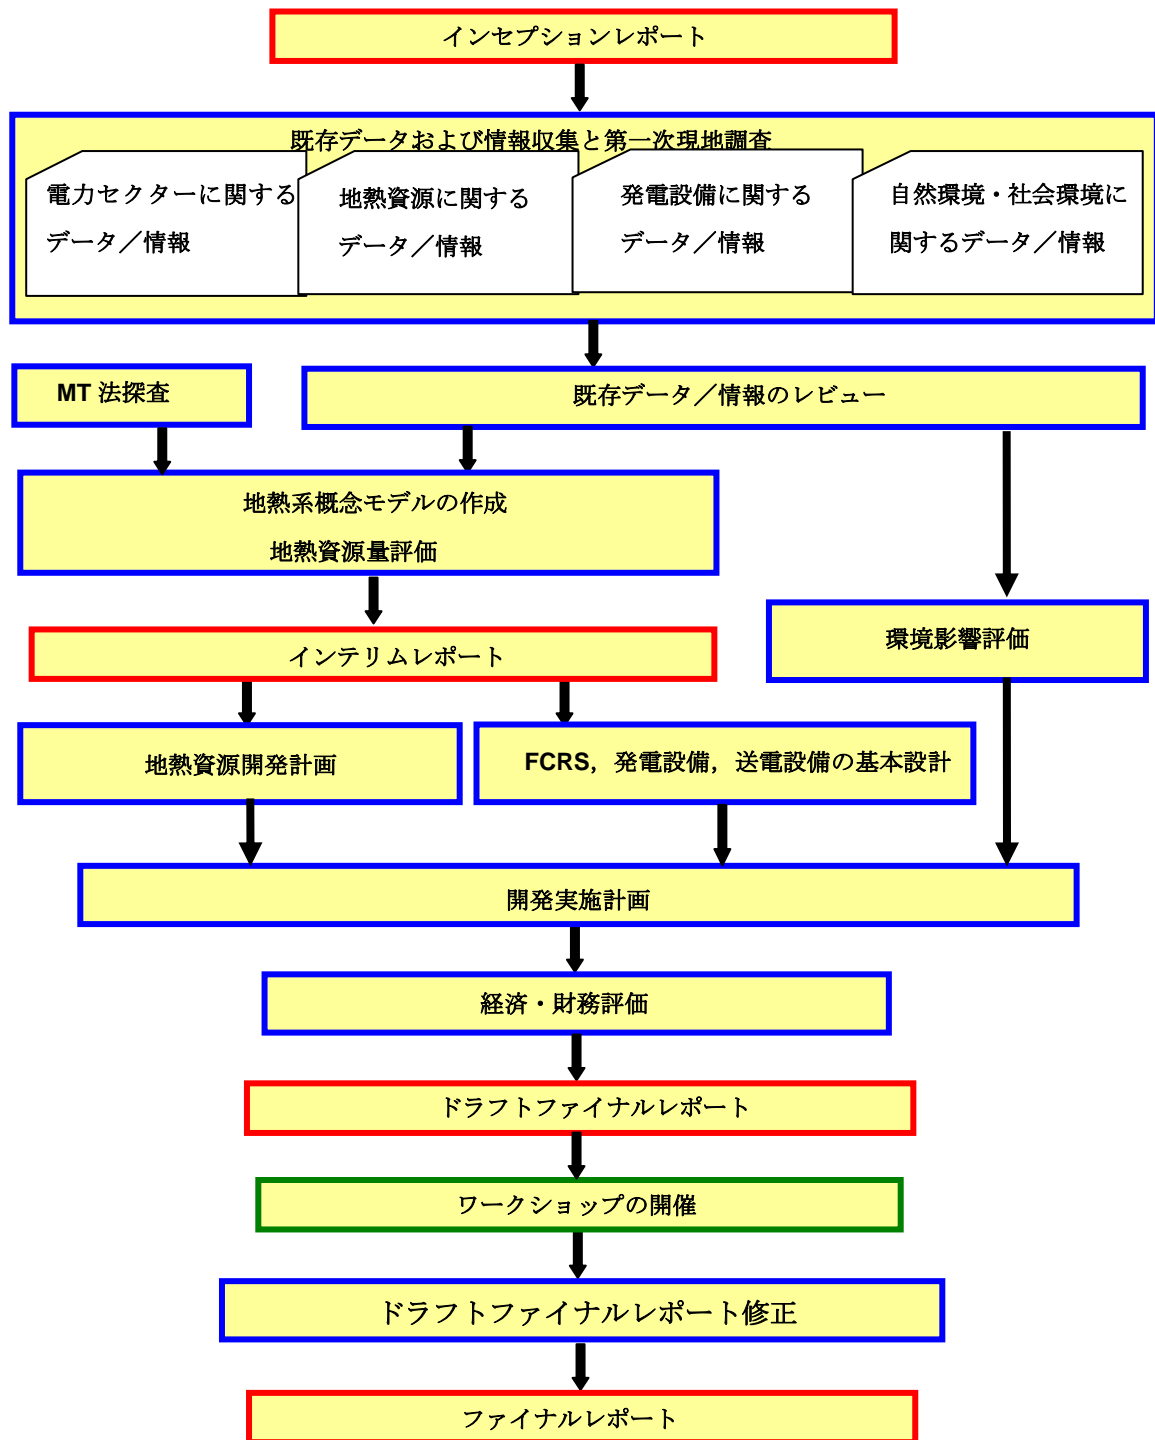 インセプションレポート
既存データおよび情報収集と第一次現地調査
電力セクターに関する
データ／情報
地熱資源に関する
データ／情報
発電設備に関する
データ／情報
自然環境・社会環境に
関するデータ／情報
MT 法探査
既存データ／情報のレビュー
地熱系概念モデルの作成
地熱資源量評価
環境影響評価
インテリムレポート
地熱資源開発計画
FCRS，発電設備，送電設備の基本設計
開発実施計画
経済・財務評価
ドラフトファイナルレポート
ワークショップの開催
ドラフトファイナルレポート修正
ファイナルレポート